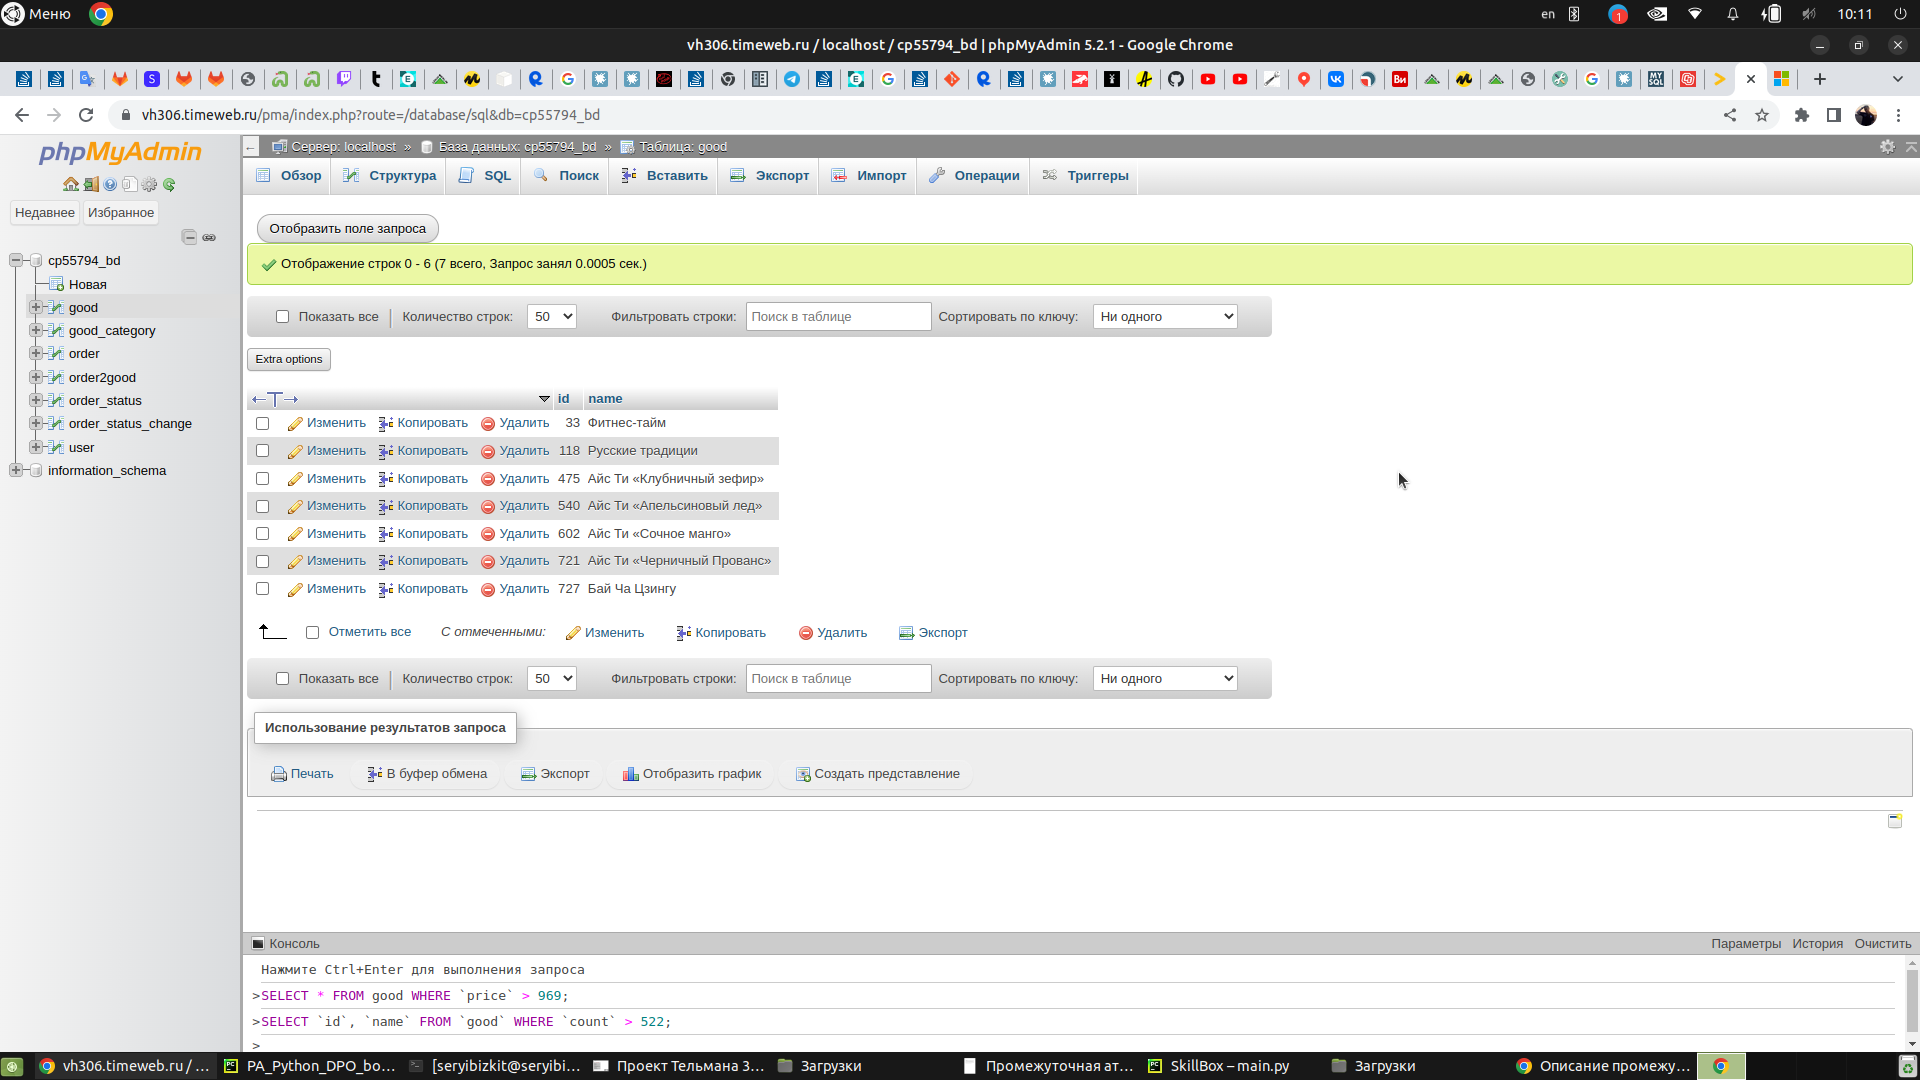 Меню
en
1
10:11
vh306.timeweb.ru / localhost / cp55794_bd | phpMyAdmin 5.2.1 - Google Chrome
vh306.timeweb.ru/pma/index.php?route=/database/sql&db=cp55794_bd
phpMyAdmin
Недавнее Избранное
cp55794_bd
Новая
good
good_category
order
order2good
order_status
order_status_change
user
information_schema
Сервер: localhost » База данных: cp55794_bd » Таблица: good
Обзор Структура SQL Поиск Вставить Экспорт Импорт Операции Триггеры
Отобразить поле запроса
Отображение строк 0 - 6 (7 всего, Запрос занял 0.0005 сек.)
Показать все | Количество строк: 50 Фильтровать строки: Поиск в таблице Сортировать по ключу: Ни одного
Extra options
←T→ id name
Изменить Копировать Удалить 33 Фитнес-тайм
Изменить Копировать Удалить 118 Русские традиции
Изменить Копировать Удалить 475 Айс Ти «Клубничный зефир»
Изменить Копировать Удалить 540 Айс Ти «Апельсиновый лед»
Изменить Копировать Удалить 602 Айс Ти «Сочное манго»
Изменить Копировать Удалить 721 Айс Ти «Черничный Прованс»
Изменить Копировать Удалить 727 Бай Ча Цзингу
Отметить все С отмеченными: Изменить Копировать Удалить Экспорт
Показать все | Количество строк: 50 Фильтровать строки: Поиск в таблице Сортировать по ключу: Ни одного
Использование результатов запроса
Печать В буфер обмена Экспорт Отобразить график Создать представление
Консоль Параметры История Очистить
Нажмите Ctrl+Enter для выполнения запроса
>SELECT * FROM good WHERE `price` > 969;
>SELECT `id`, `name` FROM `good` WHERE `count` > 522;
>
vh306.timeweb.ru / ... PA_Python_DPO_bo... [seryibizkit@seryibi... Проект Тельмана З... Загрузки Промежуточная ат... SkillBox – main.py Загрузки Описание промежу...